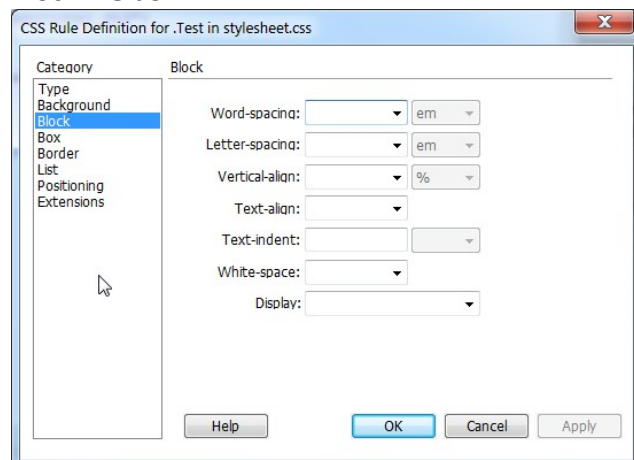 CSS Rule Definition for .Test in stylesheet.css
Category
Block
Type
Background
Block
Box
Border
List
Positioning
Extensions
Word-spacing: em
Letter-spacing: em
Vertical-align: %
Text-align:
Text-indent:
White-space:
Display:
Help OK Cancel Apply